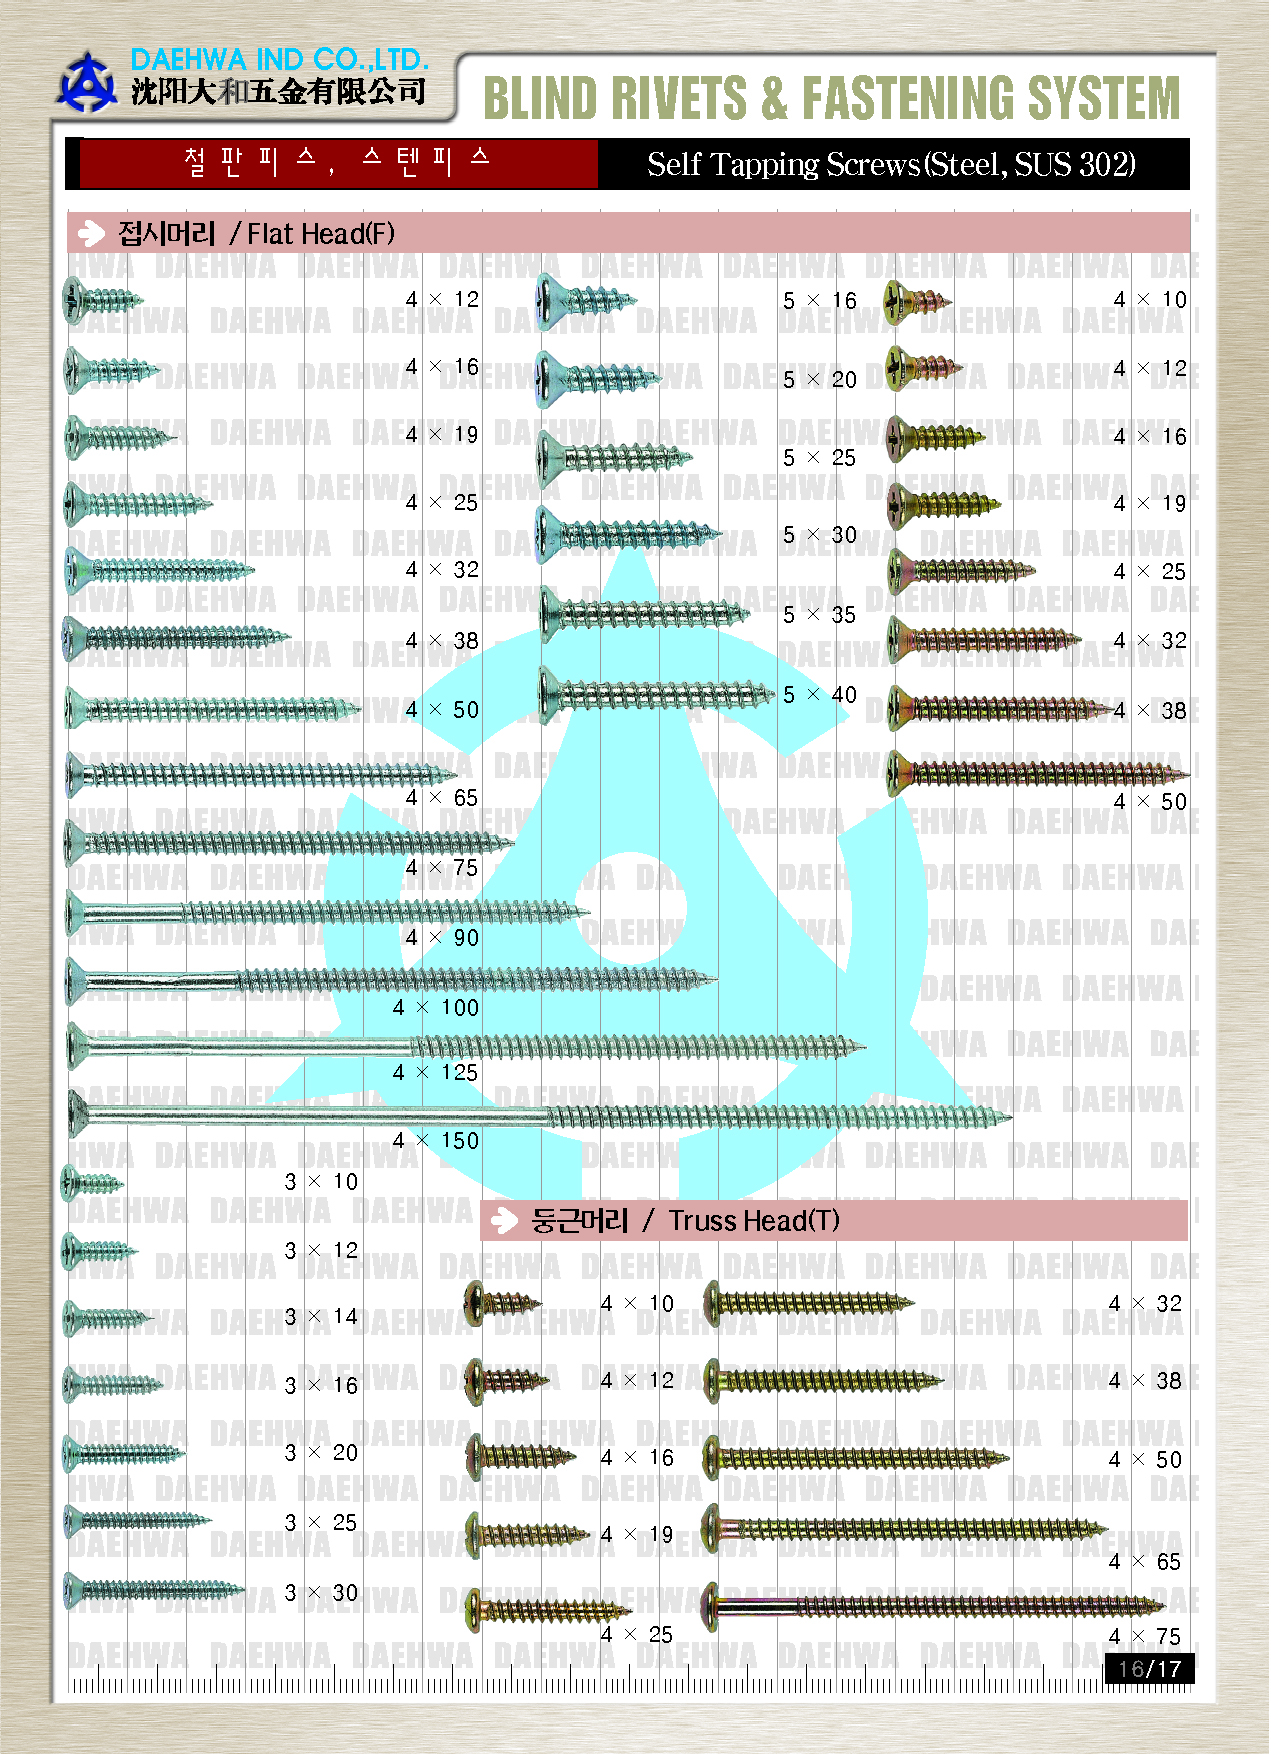 DAEHWA IND CO.,LTD.
沈阳大和五金有限公司
BLIND RIVETS & FASTENING SYSTEM
철판피스, 스텐피스
Self Tapping Screws(Steel, SUS 302)
접시머리 / Flat Head(F)
4 × 12
4 × 16
4 × 19
4 × 25
4 × 32
4 × 38
4 × 50
4 × 65
4 × 75
4 × 90
4 × 100
4 × 125
4 × 150
3 × 10
3 × 12
3 × 14
3 × 16
3 × 20
3 × 25
3 × 30
5 × 16
5 × 20
5 × 25
5 × 30
5 × 35
5 × 40
4 × 10
4 × 12
4 × 16
4 × 19
4 × 25
4 × 32
4 × 38
4 × 50
둥근머리 / Truss Head(T)
4 × 10
4 × 12
4 × 16
4 × 19
4 × 25
4 × 32
4 × 38
4 × 50
4 × 65
4 × 75
16/17